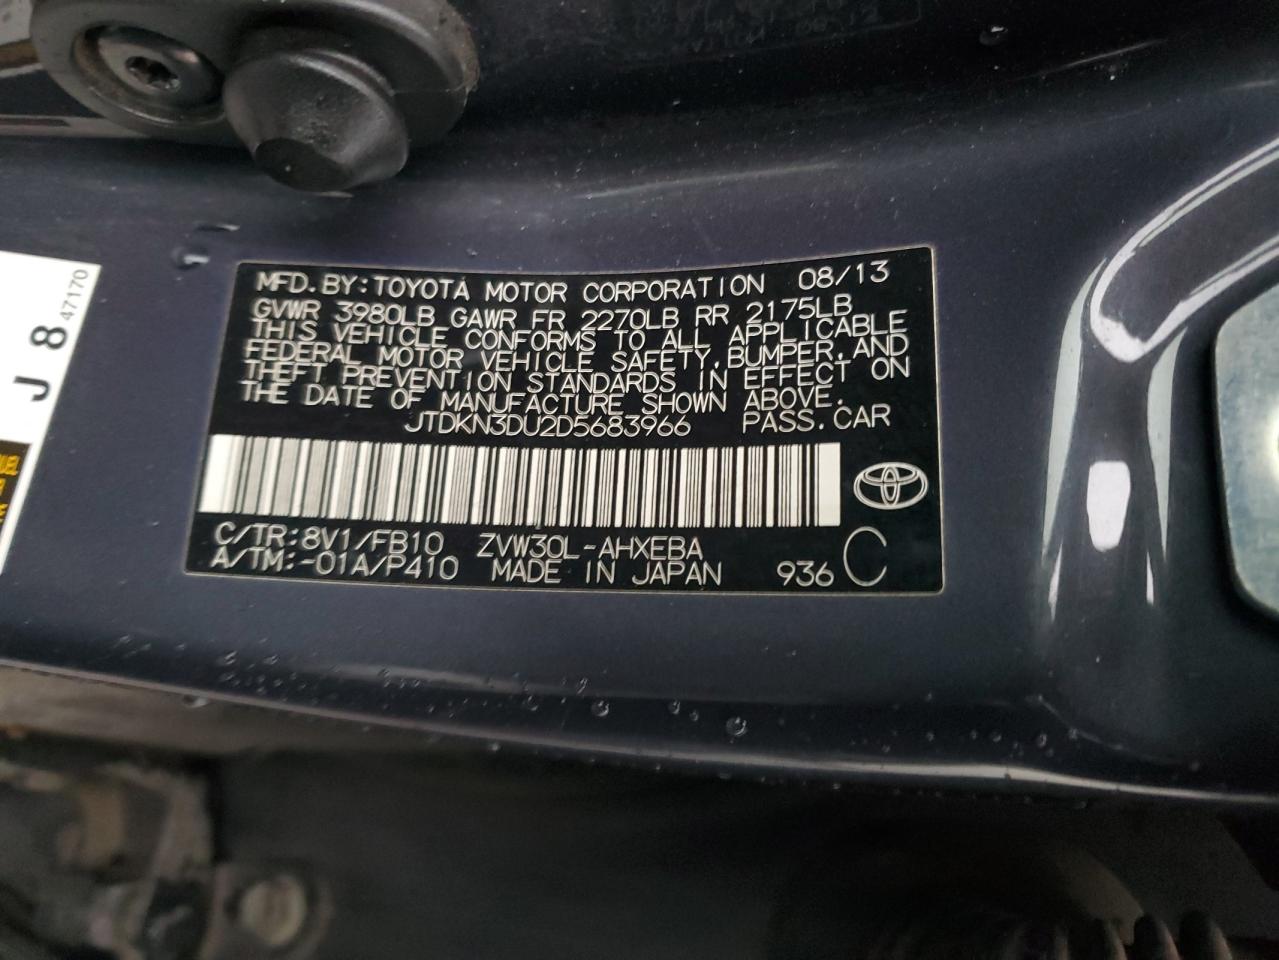 MFD. BY: TOYOTA MOTOR CORPORATION 08/13
GVWR 3980LB GAWR FR 2270LB RR 2175LB
THIS VEHICLE CONFORMS TO ALL APPLICABLE
FEDERAL MOTOR VEHICLE SAFETY, BUMPER, AND
THEFT PREVENTION STANDARDS IN EFFECT ON
THE DATE OF MANUFACTURE SHOWN ABOVE.
JTDKN3DU2D5683966 PASS. CAR
C/TR: 8V1/FB10 ZVW30L-AHXEBA
A/TM: -01A/P410 MADE IN JAPAN 936 C
J 8 47170